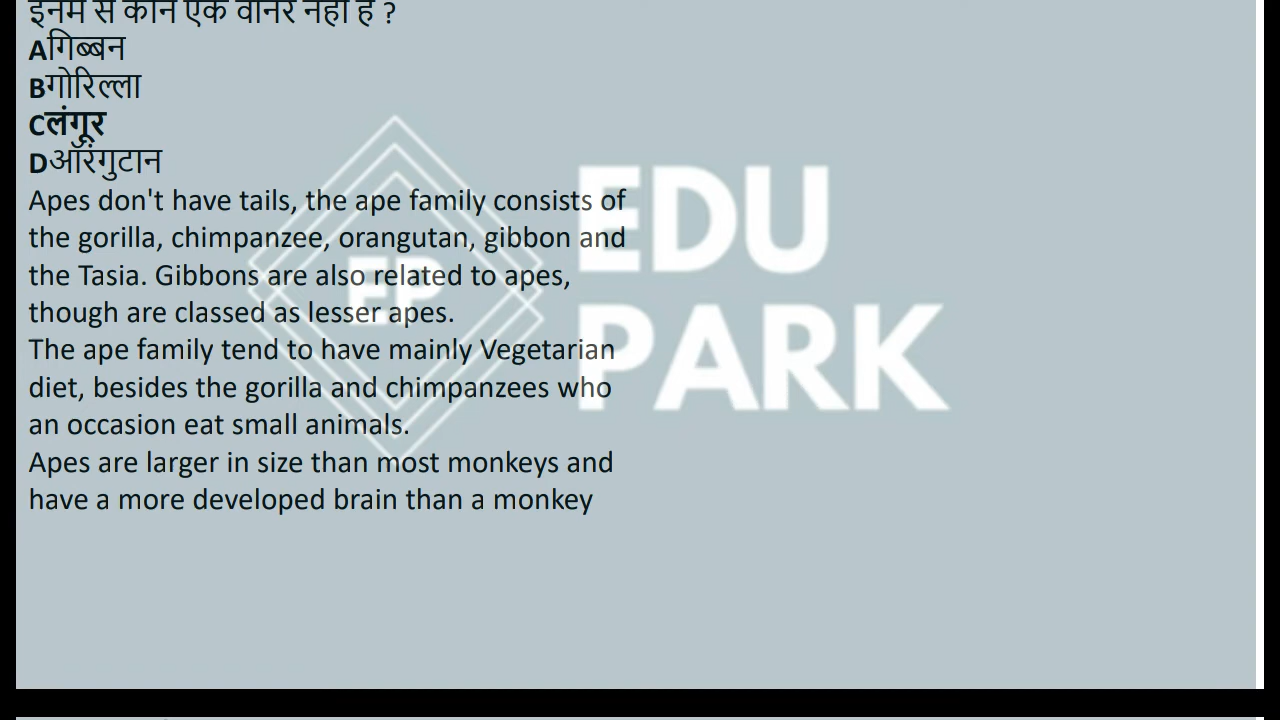 इनमें से कौन एक वानर नहीं है ?
Aगिब्बन
Bगोरिल्ला
Cलंगूर
Dऑरंगुटान
Apes don't have tails, the ape family consists of
the gorilla, chimpanzee, orangutan, gibbon and
the Tasia. Gibbons are also related to apes,
though are classed as lesser apes.
The ape family tend to have mainly Vegetarian
diet, besides the gorilla and chimpanzees who
an occasion eat small animals.
Apes are larger in size than most monkeys and
have a more developed brain than a monkey
EP
EDU
PARK